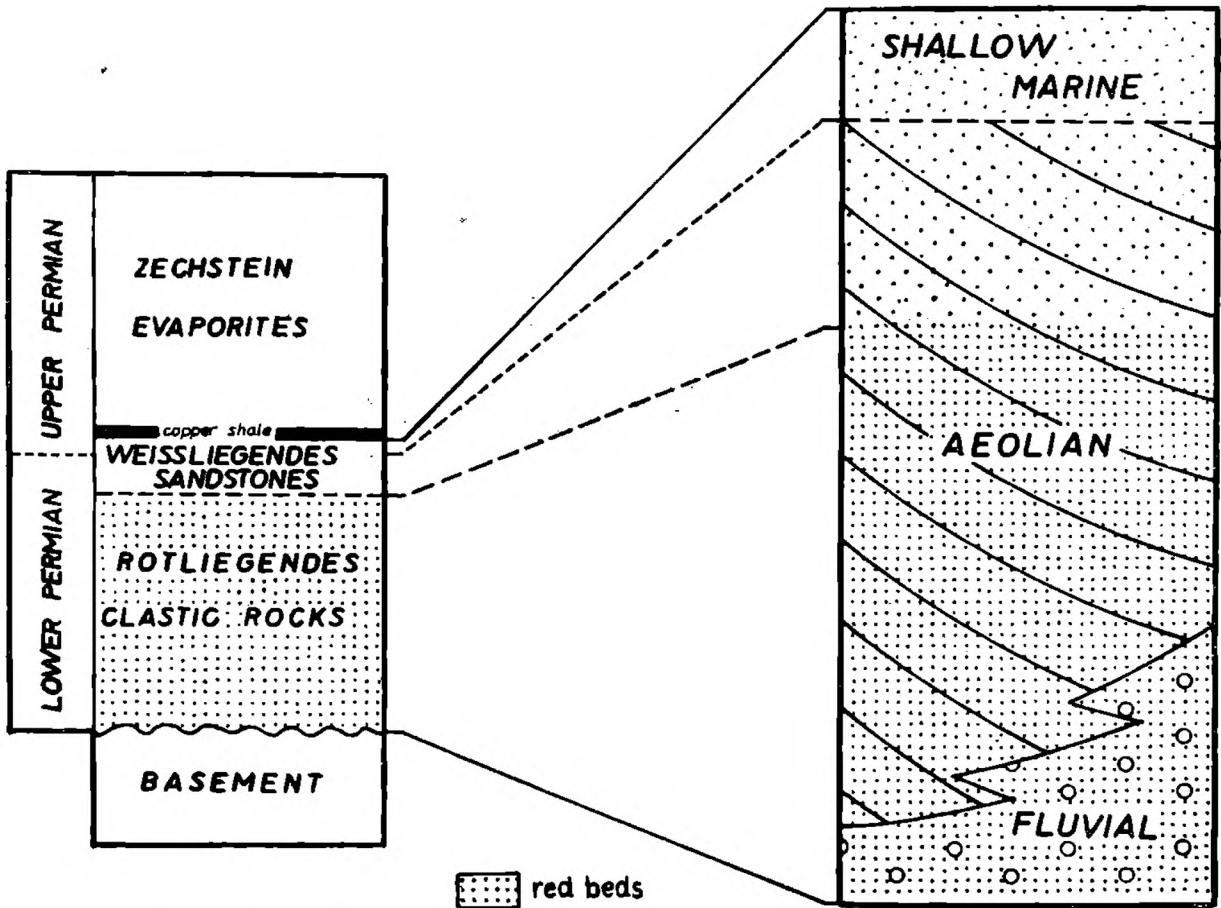 UPPER PERMIAN
LOWER PERMIAN
ZECHSTEIN
EVAPORITES
copper shale
WEISSLIEGENDES
SANDSTONES
ROTLIEGENDES
CLASTIC ROCKS
BASEMENT
SHALLOW
MARINE
AEOLIAN
FLUVIAL
red beds